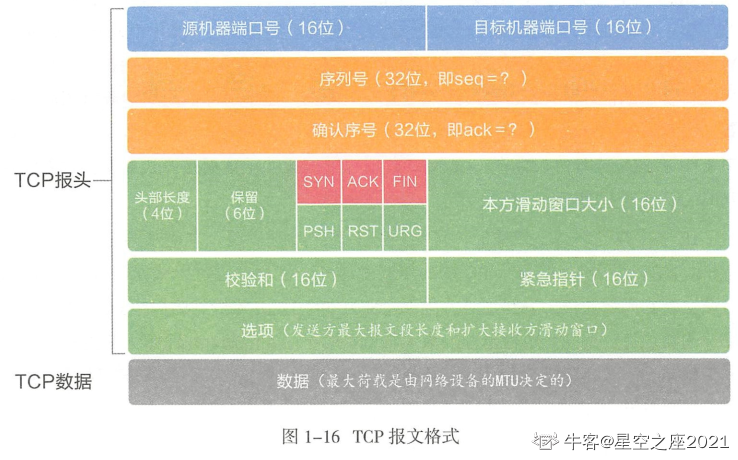 源机器端口号（16位） 目标机器端口号（16位）
序列号（32位，即seq=？）
确认序号（32位，即ack=？）
TCP报头
头部长度
（4位）
保留
（6位）
SYN ACK FIN
PSH RST URG
本方滑动窗口大小（16位）
校验和（16位） 紧急指针（16位）
选项（发送方最大报文段长度和扩大接收方滑动窗口）
TCP数据 数据（最大荷载是由网络设备的MTU决定的）
图 1-16 TCP 报文格式
牛客@星空之座2021